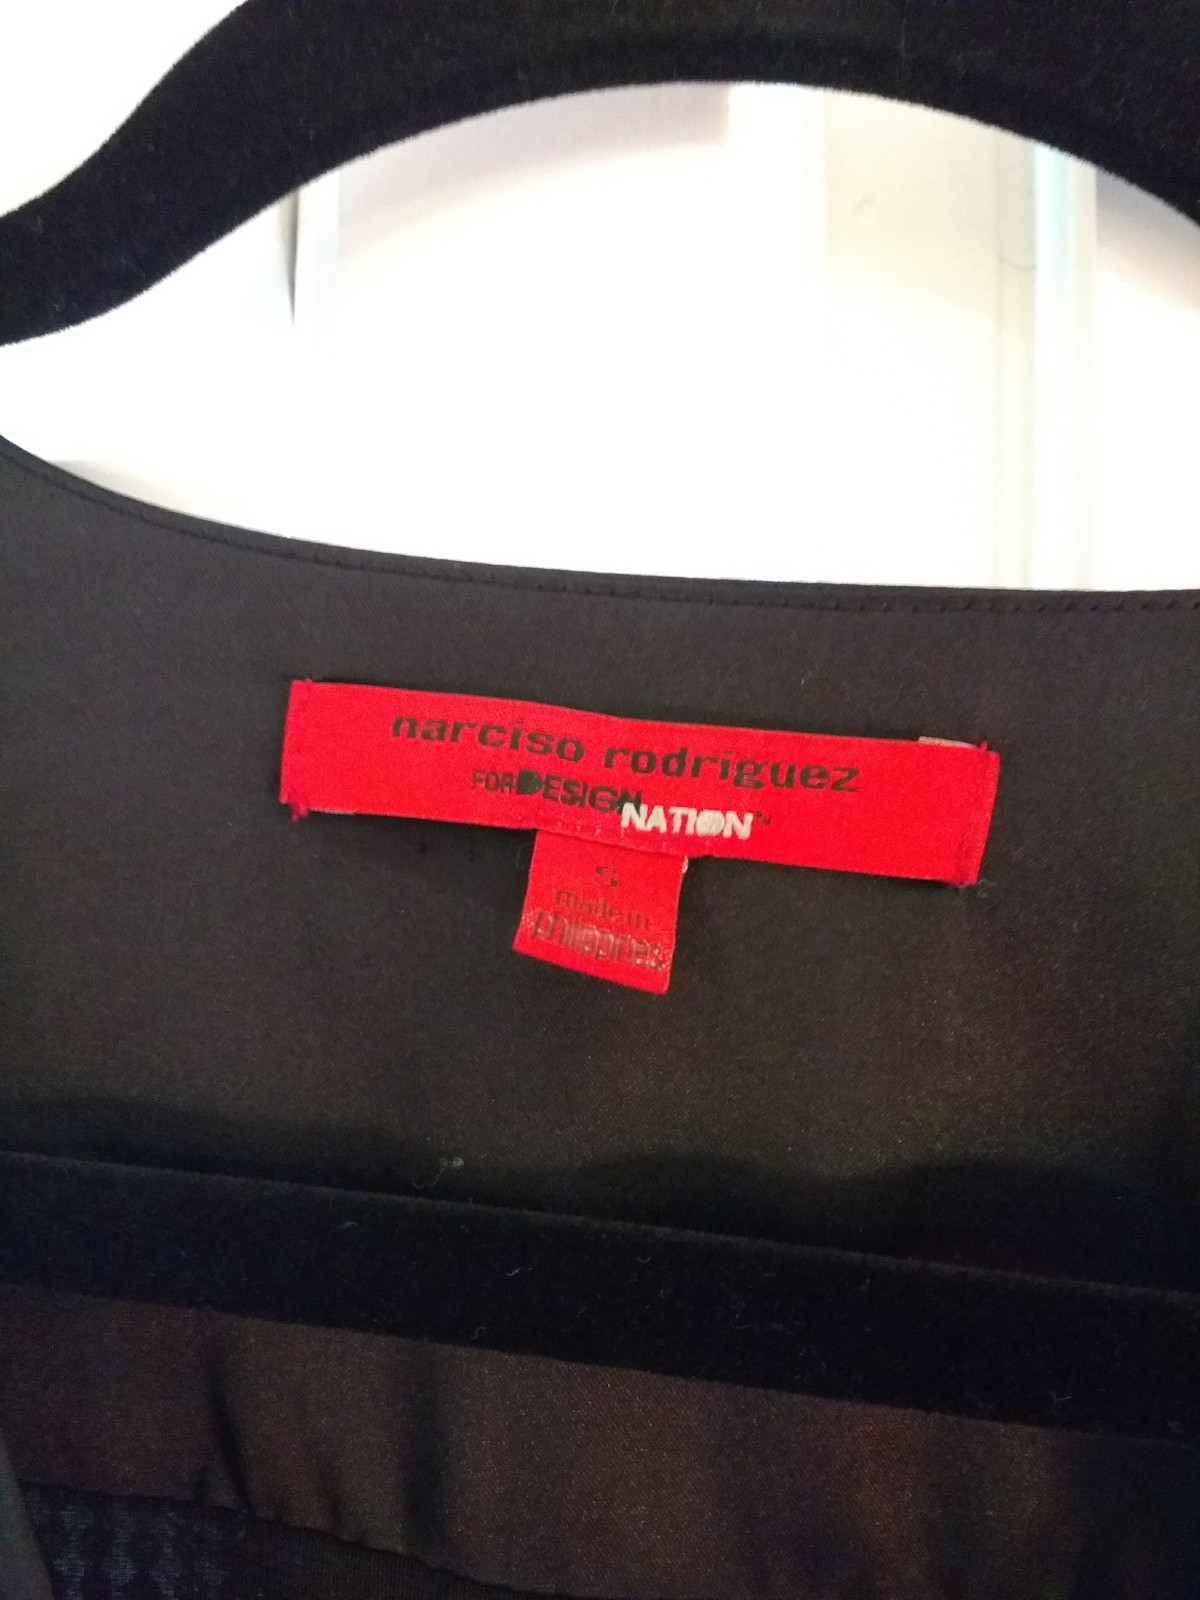 narciso rodriguez
FOR DESIGN
NATION™
S
made in
philippines